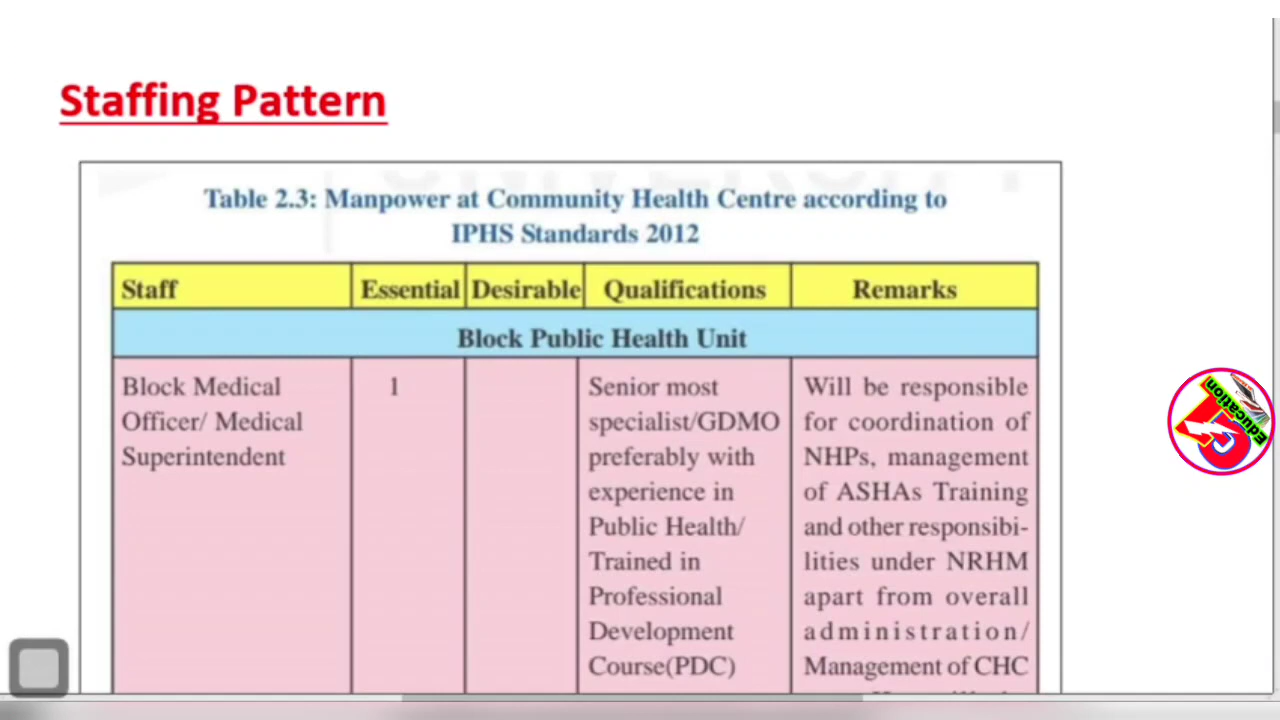 Staffing Pattern
Table 2.3: Manpower at Community Health Centre according to
IPHS Standards 2012
Staff Essential Desirable Qualifications Remarks
Block Public Health Unit
Block Medical
Officer/ Medical
Superintendent
1
Senior most
specialist/GDMO
preferably with
experience in
Public Health/
Trained in
Professional
Development
Course(PDC)
Will be responsible
for coordination of
NHPs, management
of ASHAs Training
and other responsibi-
lities under NRHM
apart from overall
administration/
Management of CHC
Education